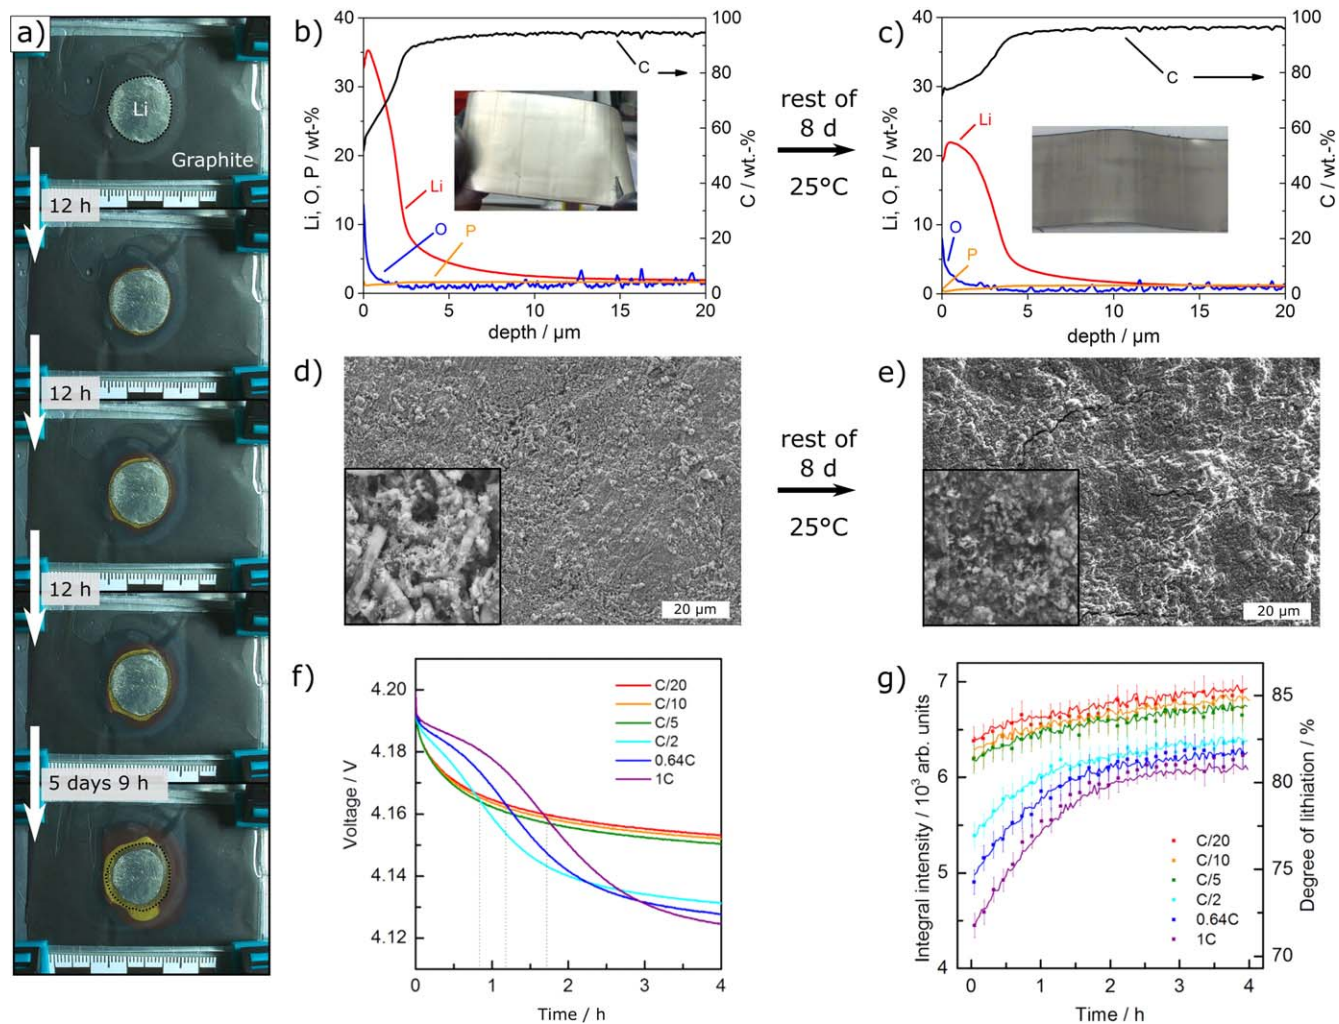 a)
Li
Graphite
12 h
12 h
12 h
5 days 9 h
b)
Li, O, P / wt-%
40
30
20
10
0
C
Li
O
P
100
80
60
40
20
0
C / wt.-%
0 5 10 15 20
depth / µm
rest of
8 d
25°C
c)
Li, O, P / wt-%
40
30
20
10
0
C
Li
O
P
100
80
60
40
20
0
C / wt.-%
0 5 10 15 20
depth / µm
d)
20 µm
rest of
8 d
25°C
e)
20 µm
f)
Voltage / V
4.20
4.18
4.16
4.14
4.12
C/20
C/10
C/5
C/2
0.64C
1C
0 1 2 3 4
Time / h
g)
Integral intensity / 10³ arb. units
7
6
5
4
C/20
C/10
C/5
C/2
0.64C
1C
85
80
75
70
Degree of lithiation / %
0 1 2 3 4
Time / h